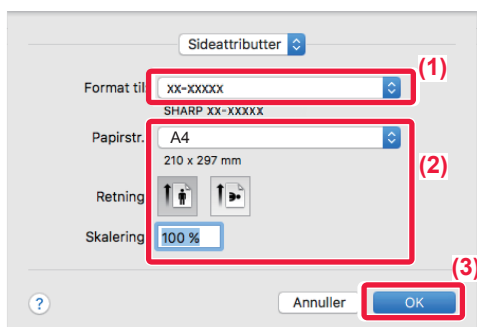 Sideattributter
(1)
Format til xx-xxxxx
SHARP xx-xxxxx
Papirstr. A4
210 x 297 mm
(2)
Retning
Skalering 100 %
(3)
? Annuller OK